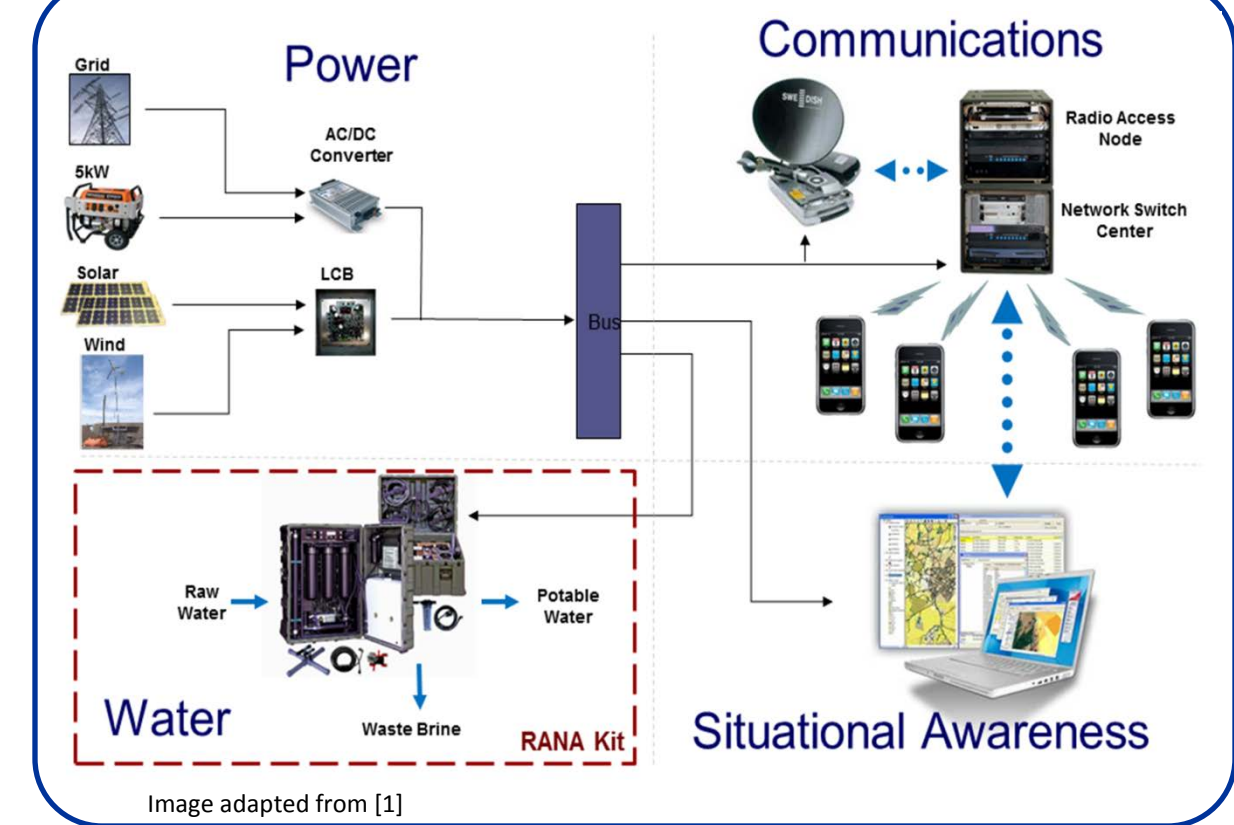 Power
Grid
5kW
Solar
Wind
AC/DC
Converter
LCB
Bus
Communications
SWE DISH
Radio Access
Node
Network Switch
Center
Raw
Water
Potable
Water
Waste Brine
Water
RANA Kit
Situational Awareness
Image adapted from [1]